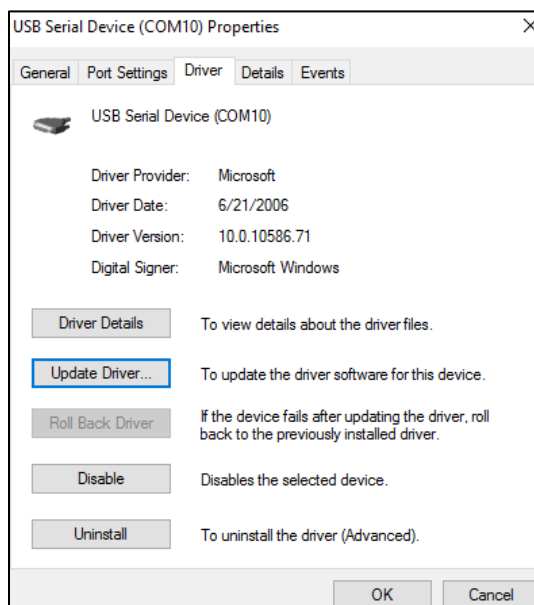 USB Serial Device (COM10) Properties
General Port Settings Driver Details Events
USB Serial Device (COM10)
Driver Provider: Microsoft
Driver Date: 6/21/2006
Driver Version: 10.0.10586.71
Digital Signer: Microsoft Windows
Driver Details To view details about the driver files.
Update Driver... To update the driver software for this device.
Roll Back Driver If the device fails after updating the driver, roll
back to the previously installed driver.
Disable Disables the selected device.
Uninstall To uninstall the driver (Advanced).
OK Cancel